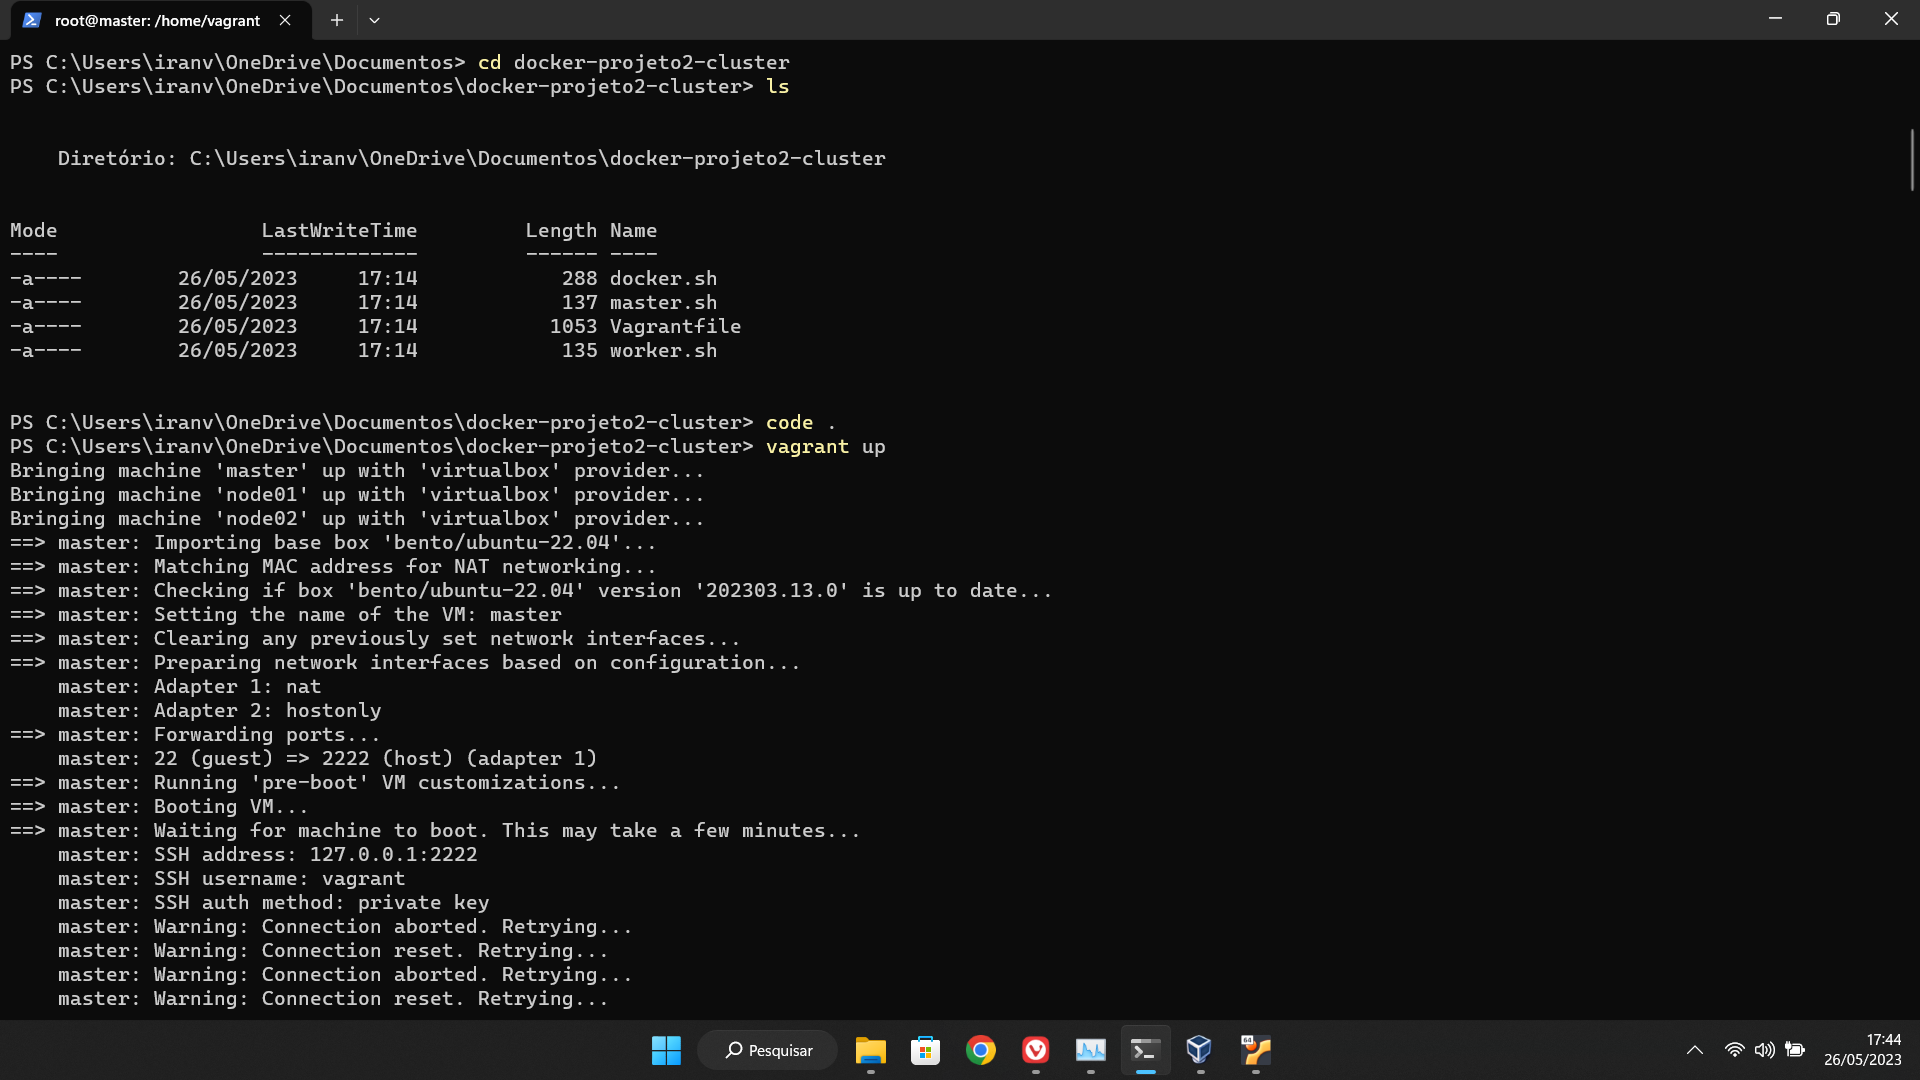 root@master: /home/vagrant
PS C:\Users\iranv\OneDrive\Documentos> cd docker-projeto2-cluster
PS C:\Users\iranv\OneDrive\Documentos\docker-projeto2-cluster> ls
Diretório: C:\Users\iranv\OneDrive\Documentos\docker-projeto2-cluster
Mode                 LastWriteTime         Length Name
----                 -------------         ------ ----
-a----        26/05/2023     17:14            288 docker.sh
-a----        26/05/2023     17:14            137 master.sh
-a----        26/05/2023     17:14           1053 Vagrantfile
-a----        26/05/2023     17:14            135 worker.sh
PS C:\Users\iranv\OneDrive\Documentos\docker-projeto2-cluster> code .
PS C:\Users\iranv\OneDrive\Documentos\docker-projeto2-cluster> vagrant up
Bringing machine 'master' up with 'virtualbox' provider...
Bringing machine 'node01' up with 'virtualbox' provider...
Bringing machine 'node02' up with 'virtualbox' provider...
==> master: Importing base box 'bento/ubuntu-22.04'...
==> master: Matching MAC address for NAT networking...
==> master: Checking if box 'bento/ubuntu-22.04' version '202303.13.0' is up to date...
==> master: Setting the name of the VM: master
==> master: Clearing any previously set network interfaces...
==> master: Preparing network interfaces based on configuration...
    master: Adapter 1: nat
    master: Adapter 2: hostonly
==> master: Forwarding ports...
    master: 22 (guest) => 2222 (host) (adapter 1)
==> master: Running 'pre-boot' VM customizations...
==> master: Booting VM...
==> master: Waiting for machine to boot. This may take a few minutes...
    master: SSH address: 127.0.0.1:2222
    master: SSH username: vagrant
    master: SSH auth method: private key
    master: Warning: Connection aborted. Retrying...
    master: Warning: Connection reset. Retrying...
    master: Warning: Connection aborted. Retrying...
    master: Warning: Connection reset. Retrying...
Pesquisar
64
17:44
26/05/2023